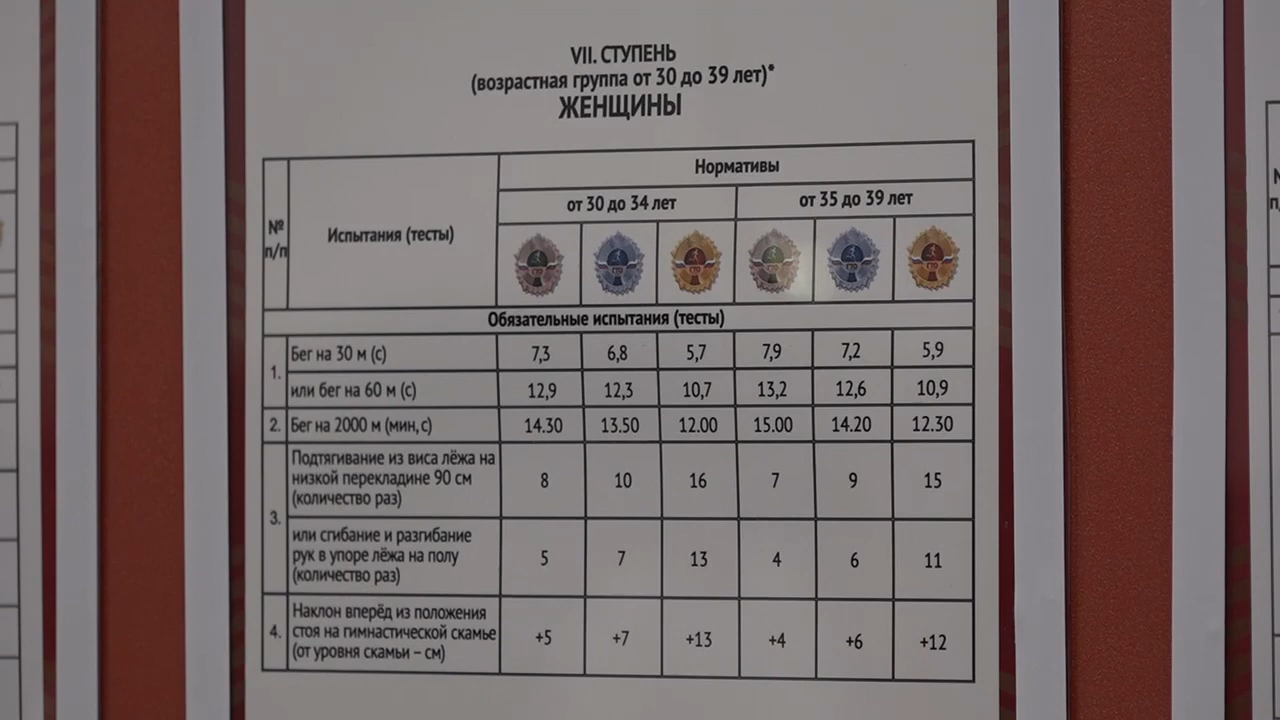 VII. СТУПЕНЬ
(возрастная группа от 30 до 39 лет)*
ЖЕНЩИНЫ
№ п/п
Испытания (тесты)
Нормативы
от 30 до 34 лет
от 35 до 39 лет
ГТО ГТО ГТО ГТО ГТО ГТО
Обязательные испытания (тесты)
1.
Бег на 30 м (с) 7,3 6,8 5,7 7,9 7,2 5,9
или бег на 60 м (с) 12,9 12,3 10,7 13,2 12,6 10,9
2. Бег на 2000 м (мин, с) 14.30 13.50 12.00 15.00 14.20 12.30
3.
Подтягивание из виса лёжа на
низкой перекладине 90 см
(количество раз)
8 10 16 7 9 15
или сгибание и разгибание
рук в упоре лёжа на полу
(количество раз)
5 7 13 4 6 11
4.
Наклон вперёд из положения
стоя на гимнастической скамье
(от уровня скамьи – см)
+5 +7 +13 +4 +6 +12